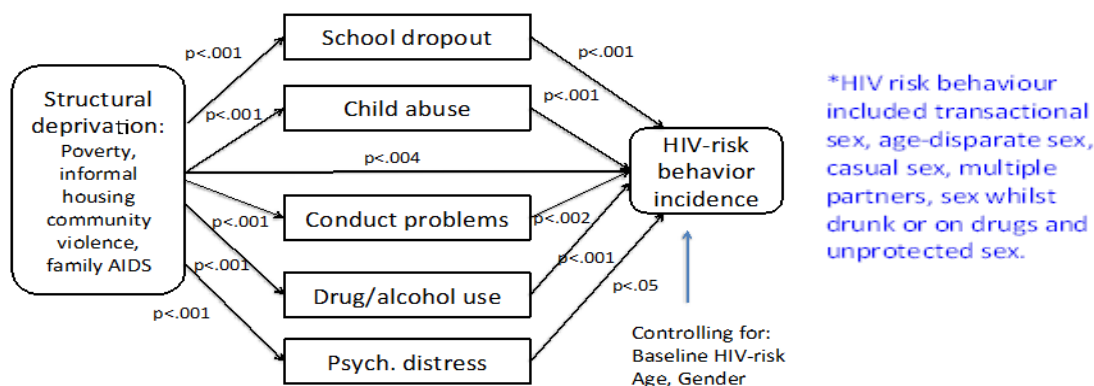 Structural
deprivation:
Poverty,
informal
housing
community
violence,
family AIDS
p<.001
p<.001
p<.004
p<.001
p<.001
p<.001
School dropout
Child abuse
Conduct problems
Drug/alcohol use
Psych. distress
p<.001
p<.001
p<.002
p<.001
p<.05
HIV-risk
behavior
incidence
Controlling for:
Baseline HIV-risk
Age, Gender
*HIV risk behaviour
included transactional
sex, age-disparate sex,
casual sex, multiple
partners, sex whilst
drunk or on drugs and
unprotected sex.